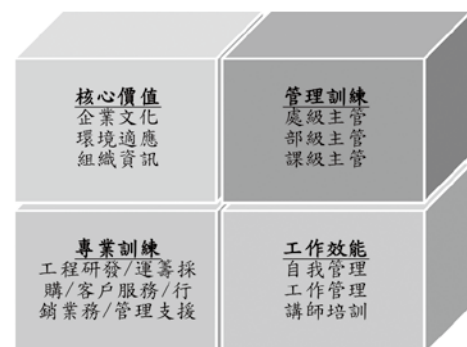 核心價值
企業文化
環境適應
組織資訊
管理訓練
處級主管
部級主管
課級主管
專業訓練
工程研發/運籌採
購/客戶服務/行
銷業務/管理支援
工作效能
自我管理
工作管理
講師培訓